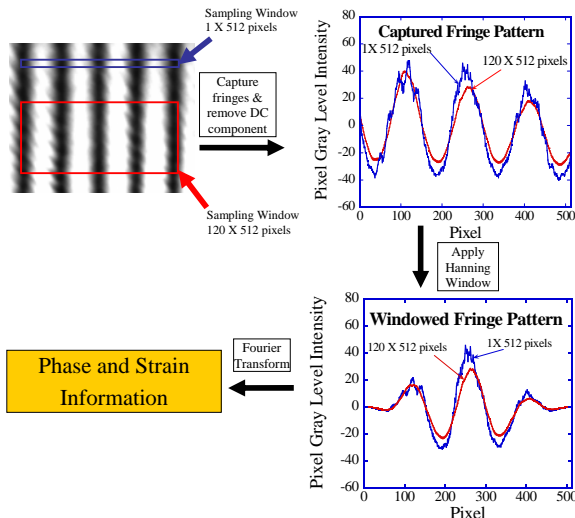 Sampling Window
1 X 512 pixels
Capture
fringes &
remove DC
component
Sampling Window
120 X 512 pixels
Captured Fringe Pattern
1X 512 pixels
120 X 512 pixels
Pixel Gray Level Intensity
80
60
40
20
0
-20
-40
-60
0 100 200 300 400 500
Pixel
Apply
Hanning
Window
Windowed Fringe Pattern
120 X 512 pixels
1X 512 pixels
Pixel Gray Level Intensity
80
60
40
20
0
-20
-40
-60
0 100 200 300 400 500
Pixel
Fourier
Transform
Phase and Strain
Information